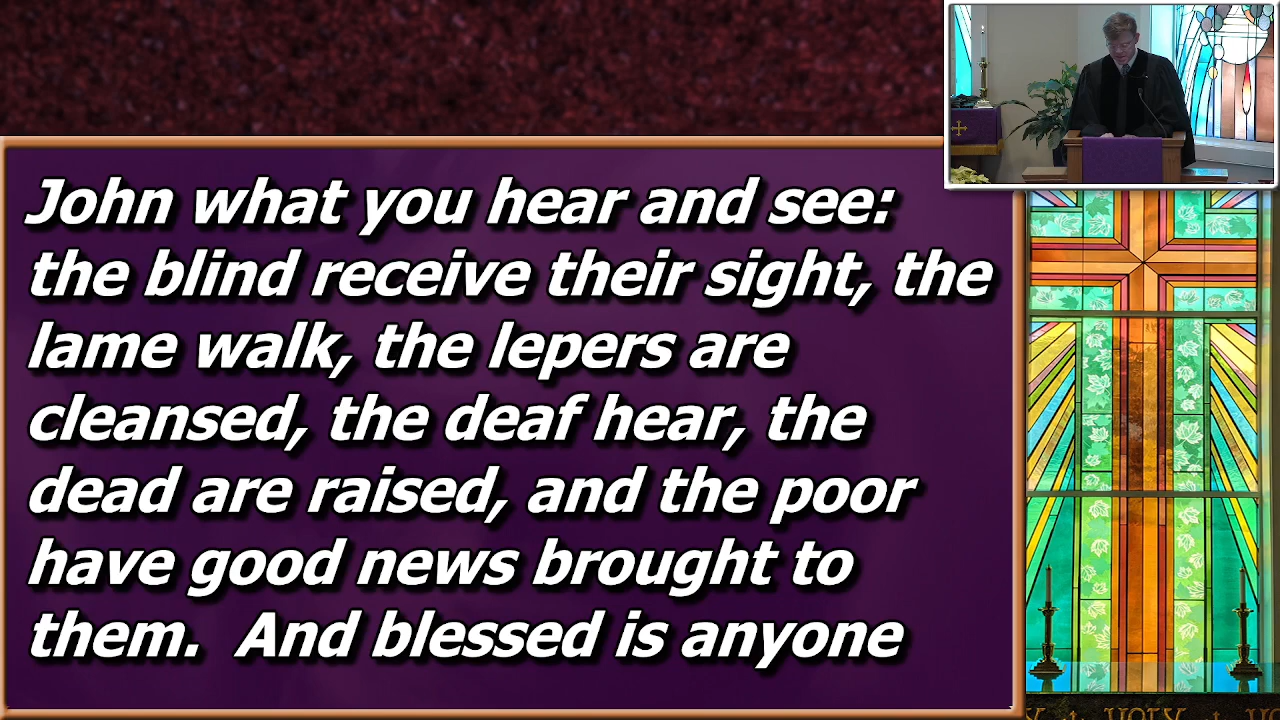 John what you hear and see:
the blind receive their sight, the
lame walk, the lepers are
cleansed, the deaf hear, the
dead are raised, and the poor
have good news brought to
them.  And blessed is anyone
HOLY